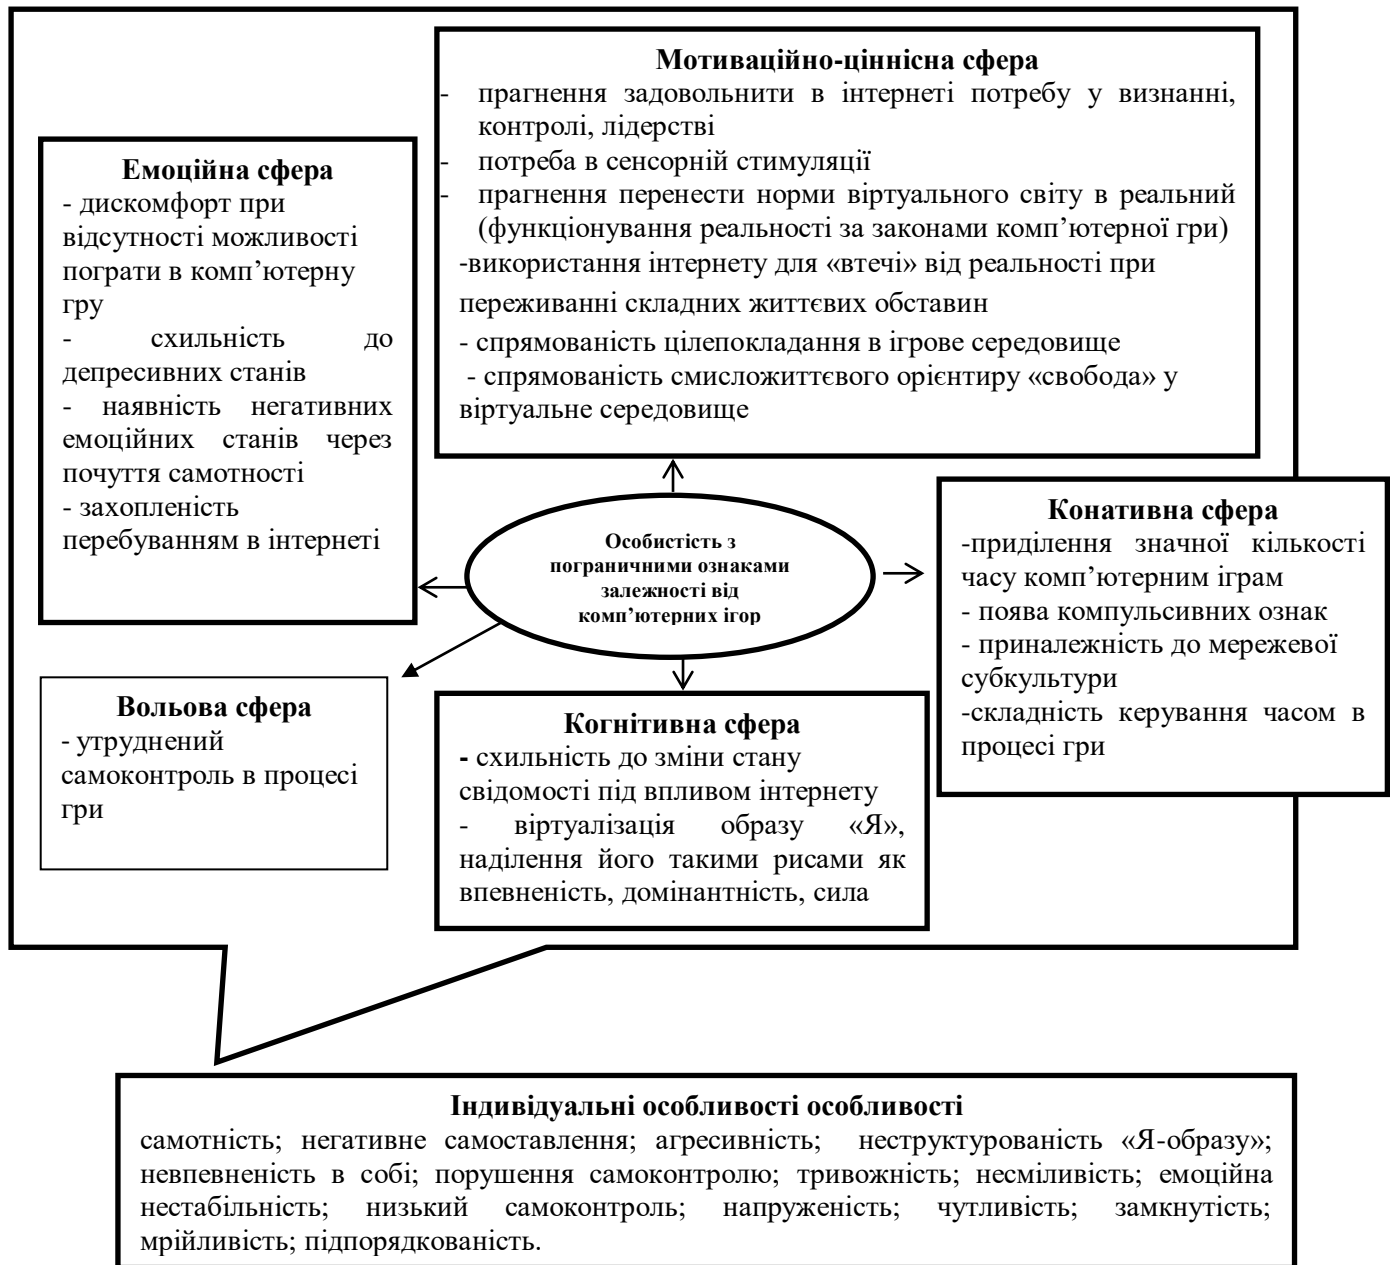 Мотиваційно-ціннісна сфера
- прагнення задовольнити в інтернеті потребу у визнанні,
контролі, лідерстві
- потреба в сенсорній стимуляції
- прагнення перенести норми віртуального світу в реальний
(функціонування реальності за законами комп’ютерної гри)
-використання інтернету для «втечі» від реальності при
переживанні складних життєвих обставин
- спрямованість цілепокладання в ігрове середовище
- спрямованість смисложиттєвого орієнтиру «свобода» у
віртуальне середовище
Емоційна сфера
- дискомфорт при
відсутності можливості
пограти в комп’ютерну
гру
- схильність до
депресивних станів
- наявність негативних
емоційних станів через
почуття самотності
- захопленість
перебуванням в інтернеті
Особистість з
пограничними ознаками
залежності від
комп’ютерних ігор
Конативна сфера
-приділення значної кількості
часу комп’ютерним іграм
- поява компульсивних ознак
- приналежність до мережевої
субкультури
-складність керування часом в
процесі гри
Вольова сфера
- утруднений
самоконтроль в процесі
гри
Когнітивна сфера
- схильність до зміни стану
свідомості під впливом інтернету
- віртуалізація образу «Я»,
наділення його такими рисами як
впевненість, домінантність, сила
Індивідуальні особливості особливості
самотність; негативне самоставлення; агресивність; неструктурованість «Я-образу»;
невпевненість в собі; порушення самоконтролю; тривожність; несміливість; емоційна
нестабільність; низький самоконтроль; напруженість; чутливість; замкнутість;
мрійливість; підпорядкованість.